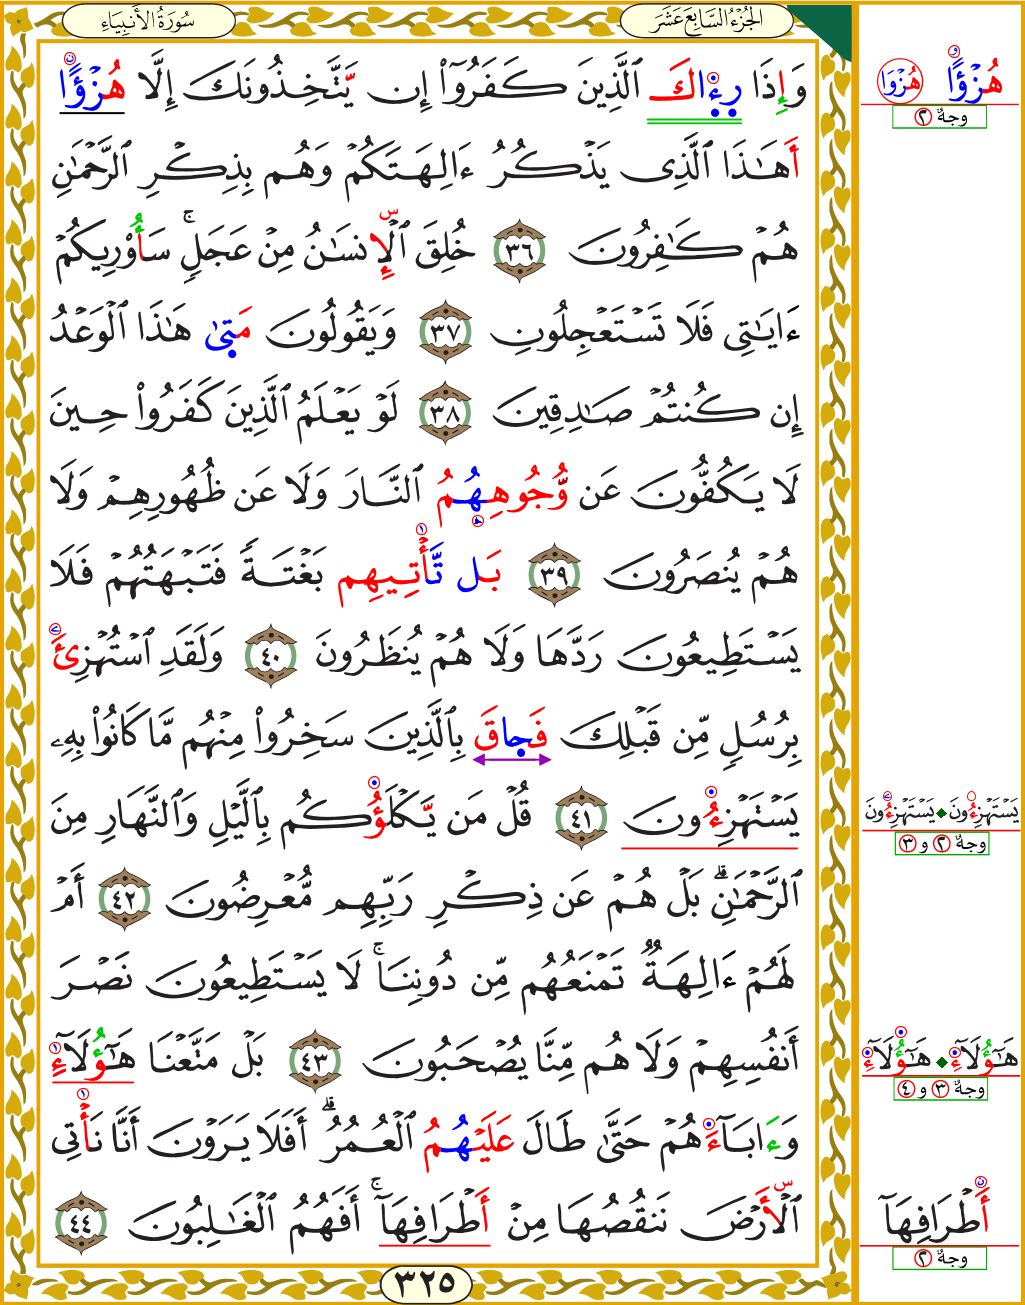 الجُزْءُ السَّابِعَ عَشَرَ
سُورَةُ الأَنبِيَاءِ
وَإِذَا رِءٜاكَ ٱلَّذِينَ كَفَرُوٓاْ إِن يَّتَّخِذُونَكَ إِلَّا هُزۡؤًا
أَهَٰذَا ٱلَّذِى يَذۡكُرُ ءَالِهَتَكُمۡ وَهُم بِذِكۡرِ ٱلرَّحۡمَٰنِ
هُمۡ كَٰفِرُونَ ٣٦ خُلِقَ ٱلۡإِنسَٰنُ مِنۡ عَجَلٖۚ سَأُوْرِيكُمۡ
ءَايَٰتِى فَلَا تَسۡتَعۡجِلُونِ ٣٧ وَيَقُولُونَ مَتىٰ هَٰذَا ٱلۡوَعۡدُ
إِن كُنتُمۡ صَٰدِقِينَ ٣٨ لَوۡ يَعۡلَمُ ٱلَّذِينَ كَفَرُواْ حِينَ
لَا يَكُفُّونَ عَن وُّجُوهِهُمُ ٱلنَّارَ وَلَا عَن ظُهُورِهِمۡ وَلَا
هُمۡ يُنصَرُونَ ٣٩ بَل تَّأۡتِيهِم بَغۡتَةٗ فَتَبۡهَتُهُمۡ فَلَا
يَسۡتَطِيعُونَ رَدَّهَا وَلَا هُمۡ يُنظَرُونَ ٤٠ وَلَقَدِ ٱسۡتُهۡزِئَ
بِرُسُلٖ مِّن قَبۡلِكَ فَحٜاقَ بِٱلَّذِينَ سَخِرُواْ مِنۡهُم مَّا كَانُواْ بِهِۦ
يَسۡتَهۡزِءُونَ ٤١ قُلۡ مَن يَّكۡلَؤُكُم بِٱلَّيۡلِ وَٱلنَّهَارِ مِنَ
ٱلرَّحۡمَٰنِۚ بَلۡ هُمۡ عَن ذِكۡرِ رَبِّهِم مُّعۡرِضُونَ ٤٢ أَمۡ
لَهُمۡ ءَالِهَةٞ تَمۡنَعُهُم مِّن دُونِنَاۚ لَا يَسۡتَطِيعُونَ نَصۡرَ
أَنفُسِهِمۡ وَلَا هُم مِّنَّا يُصۡحَبُونَ ٤٣ بَلۡ مَتَّعۡنَا هَٰٓؤُلَآءِ
وَءَابَآءَهُمۡ حَتَّىٰ طَالَ عَلَيۡهُمُ ٱلۡعُمُرُۗ أَفَلَا يَرَوۡنَ أَنَّا نَأۡتِى
ٱلۡأَرۡضَ نَنقُصُهَا مِنۡ أَطۡرَافِهَآۚ أَفَهُمُ ٱلۡغَٰلِبُونَ ٤٤
٣٢٥
هُزۡؤًا هُزۡوَا
وجهٌ ٢
يَسۡتَهۡزِءُونَ يَسۡتَهۡزِءُونَ
وجهٌ ٢ و ٣
هَٰٓؤُلَآءِ هَٰٓؤُلَآءِ
وجهٌ ٣ و ٤
أَطۡرَافِهَآ
وجهٌ ٢